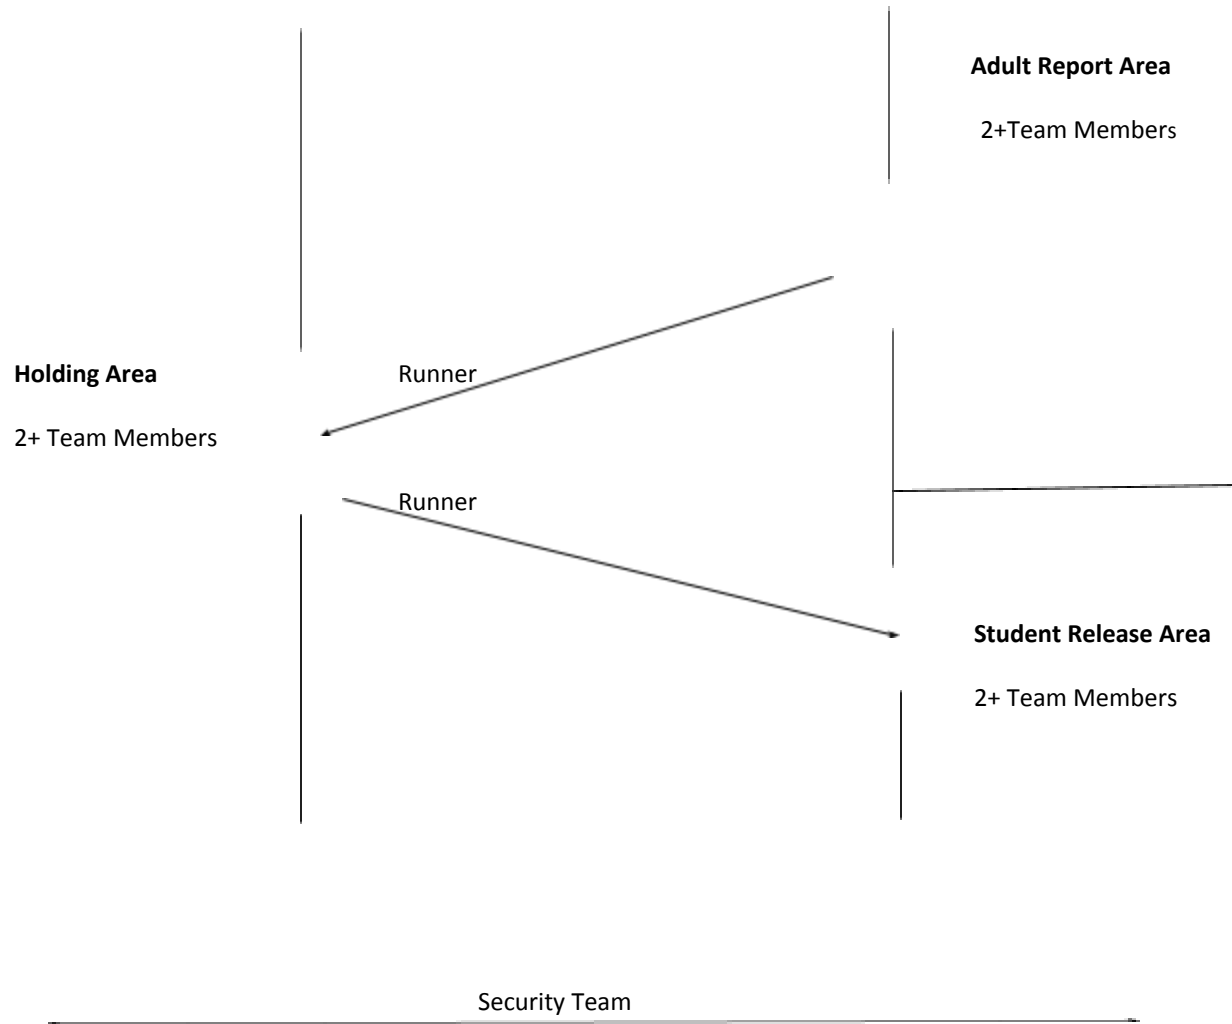 Adult Report Area
2+Team Members
Holding Area
Runner
2+ Team Members
Runner
Student Release Area
2+ Team Members
Security Team